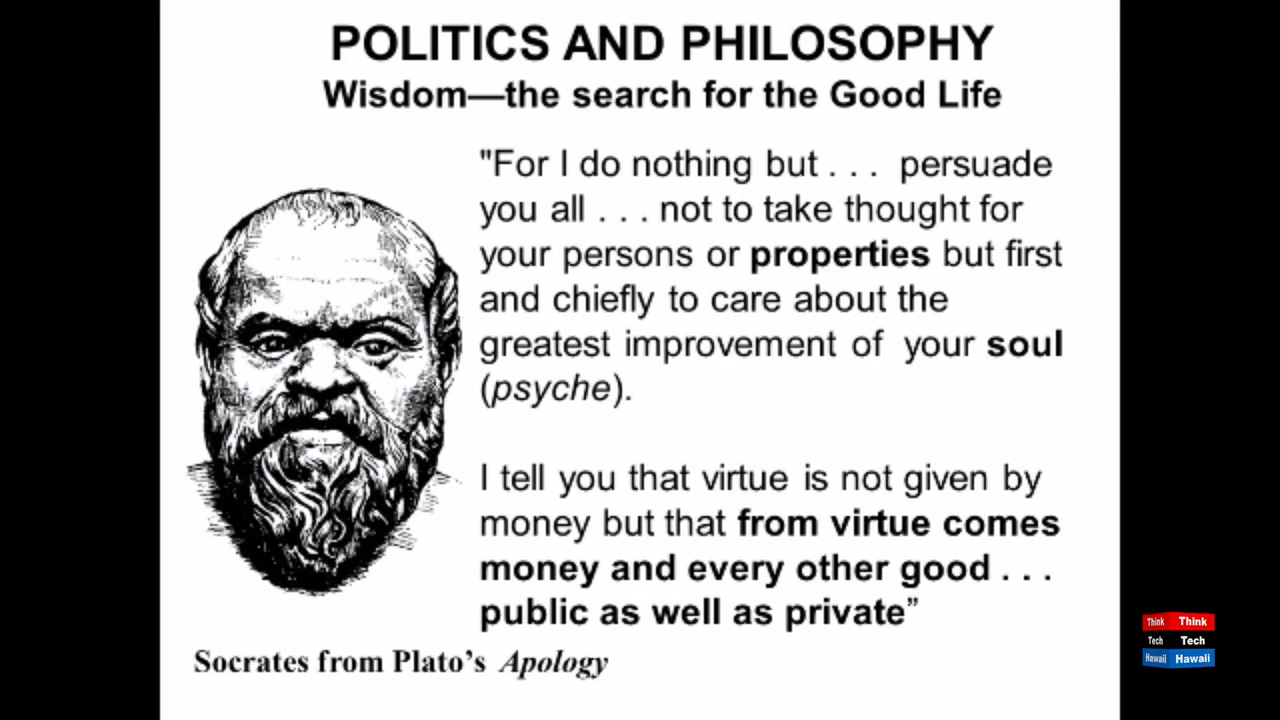 POLITICS AND PHILOSOPHY
Wisdom—the search for the Good Life
"For I do nothing but . . . persuade
you all . . . not to take thought for
your persons or properties but first
and chiefly to care about the
greatest improvement of your soul
(psyche).
I tell you that virtue is not given by
money but that from virtue comes
money and every other good . . .
public as well as private”
Socrates from Plato’s Apology
Think Think
Tech Tech
Hawaii Hawaii